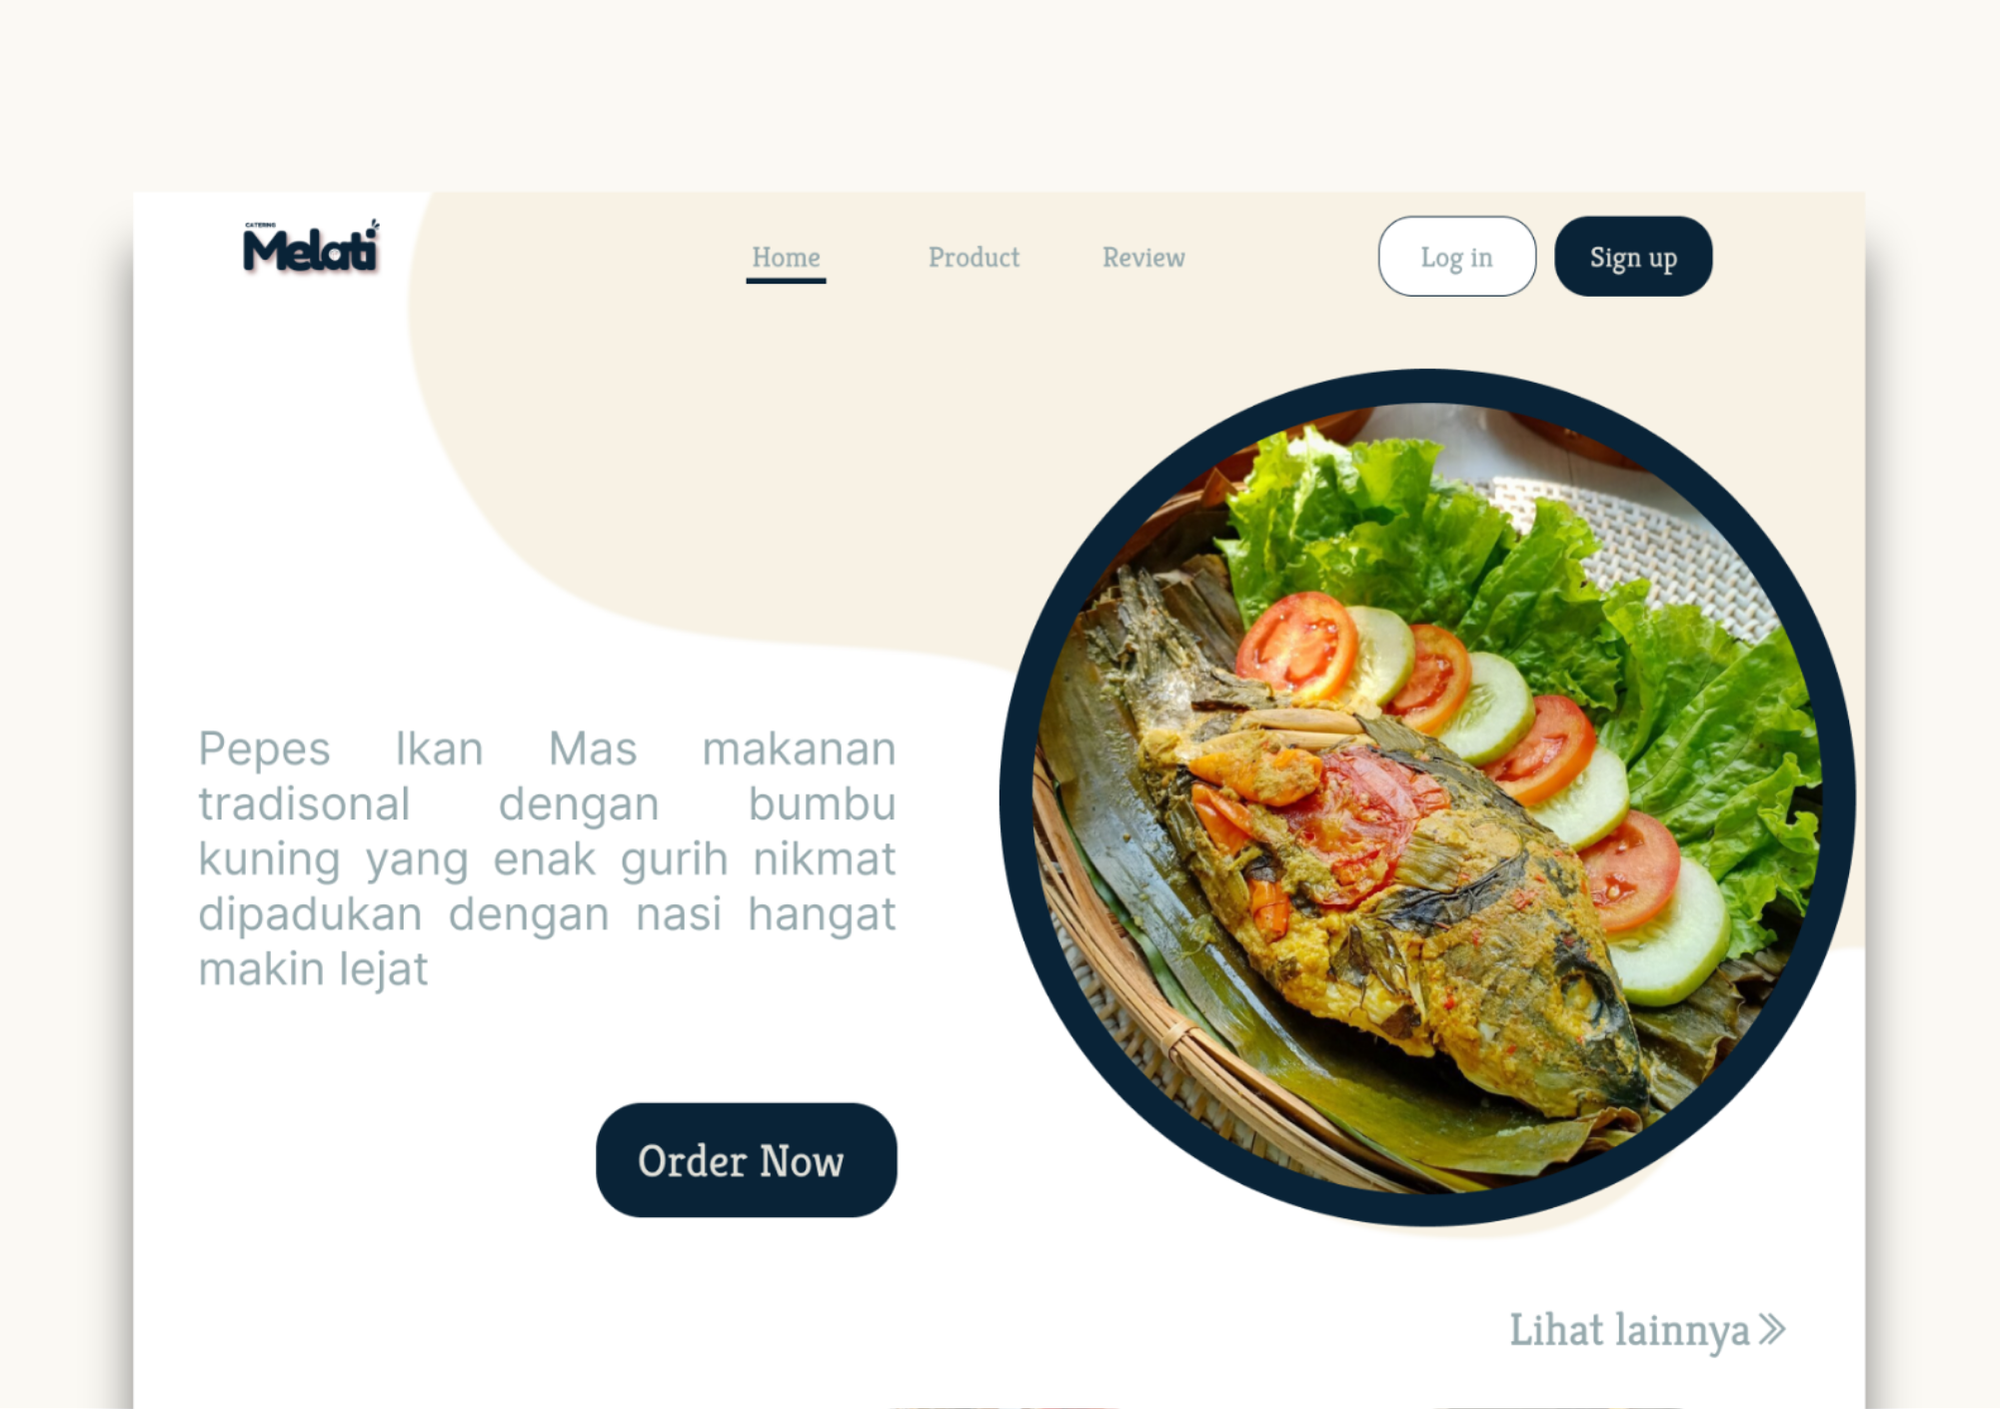 CATERING
Melati
Home Product Review Log in Sign up
Pepes Ikan Mas makanan
tradisonal dengan bumbu
kuning yang enak gurih nikmat
dipadukan dengan nasi hangat
makin lejat
Order Now
Lihat lainnya